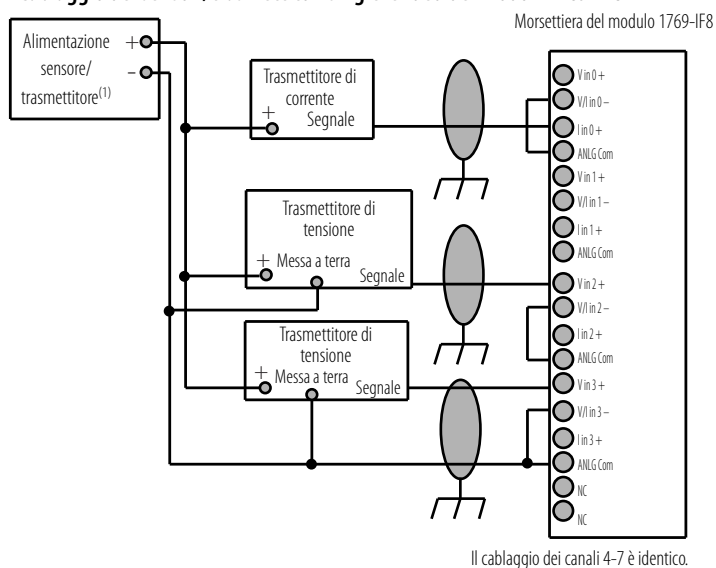 Morsettiera del modulo 1769-IF8
Alimentazione
sensore/
trasmettitore(1)
+
–
Trasmettitore di
corrente
+
Segnale
Trasmettitore di
tensione
+
Messa a terra
Segnale
Trasmettitore di
tensione
+
Messa a terra
Segnale
V in 0 +
V/I in 0 –
I in 0 +
ANLG Com
V in 1 +
V/I in 1 –
I in 1 +
ANLG Com
V in 2 +
V/I in 2 –
I in 2 +
ANLG Com
V in 3 +
V/I in 3 –
I in 3 +
ANLG Com
NC
NC
Il cablaggio dei canali 4-7 è identico.